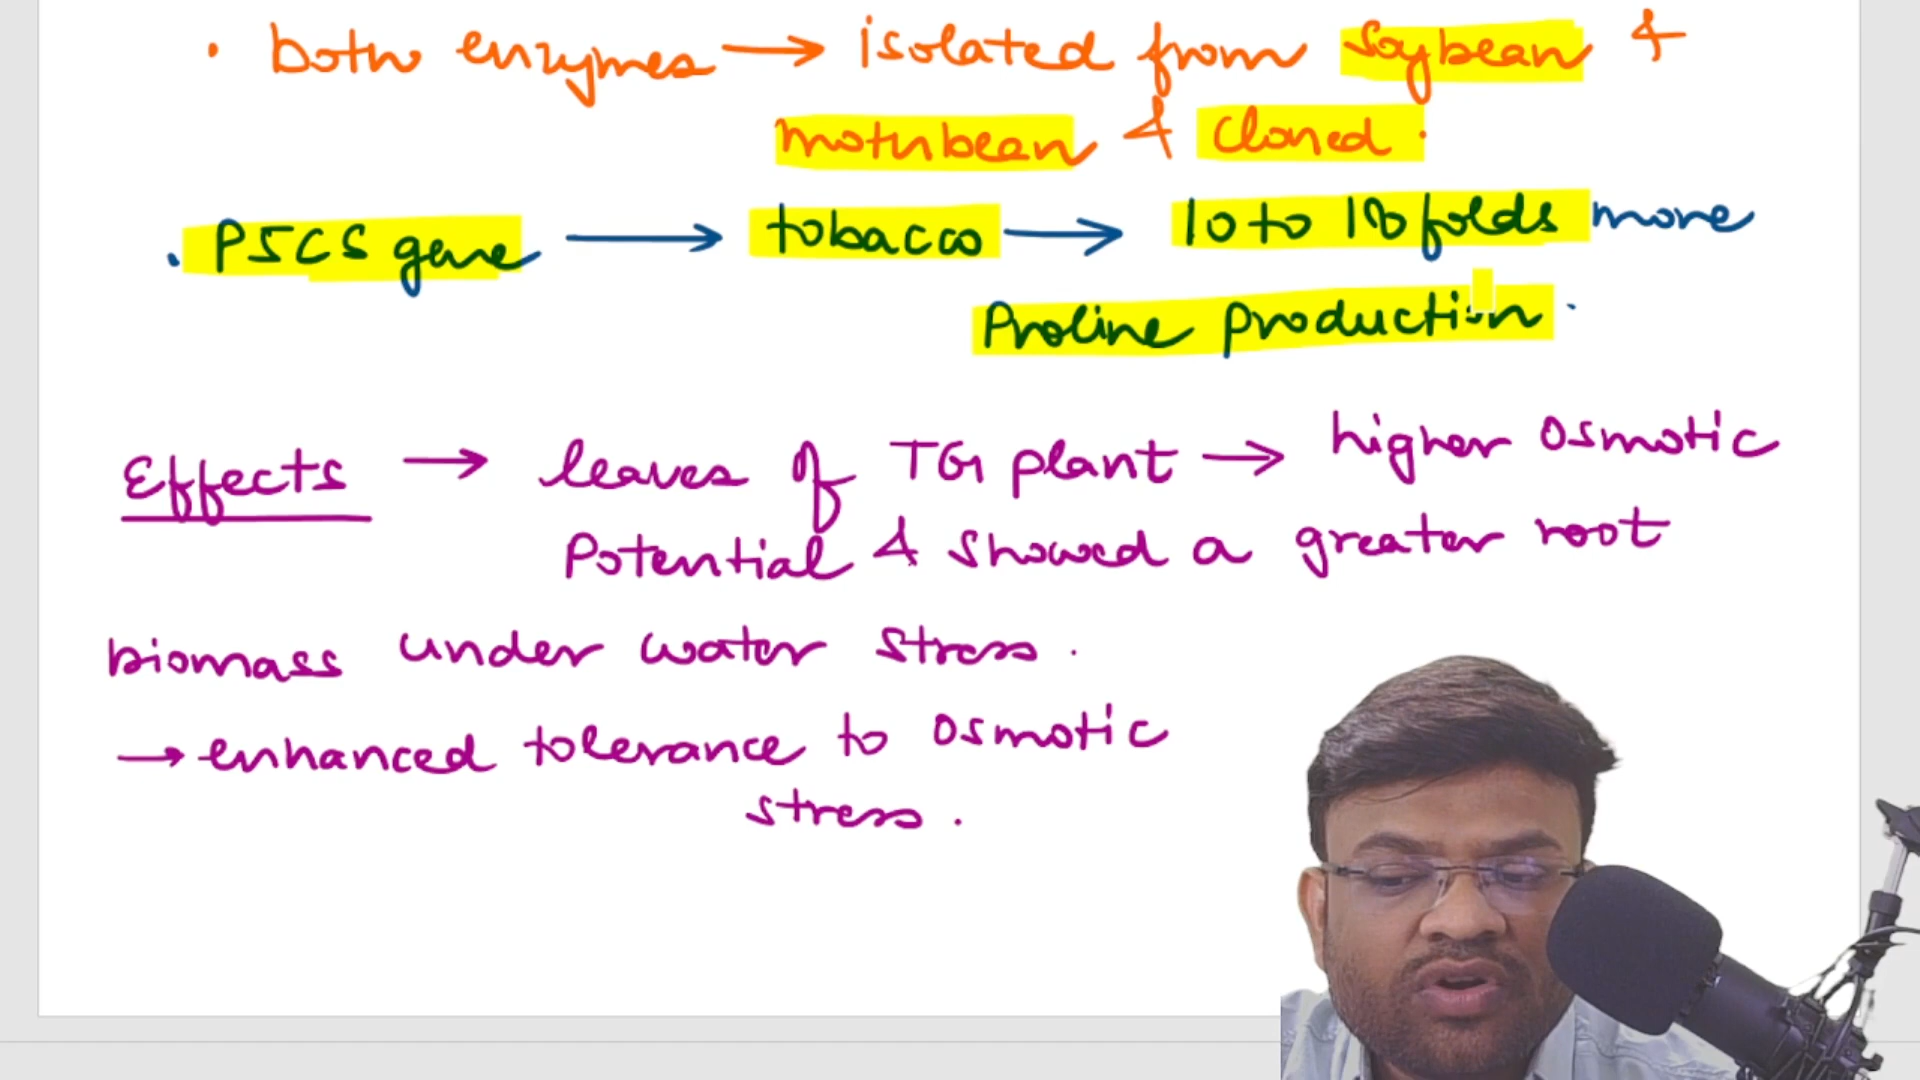 • both enzymes → isolated from Soybean &
mothbean & Cloned.
• P5CS gene → tobacco → 10 to 18 folds more
Proline production.
Effects → leaves of TG plant → higher osmotic
Potential & showed a greater root
biomass under water stress.
→ enhanced tolerance to osmotic
stress.